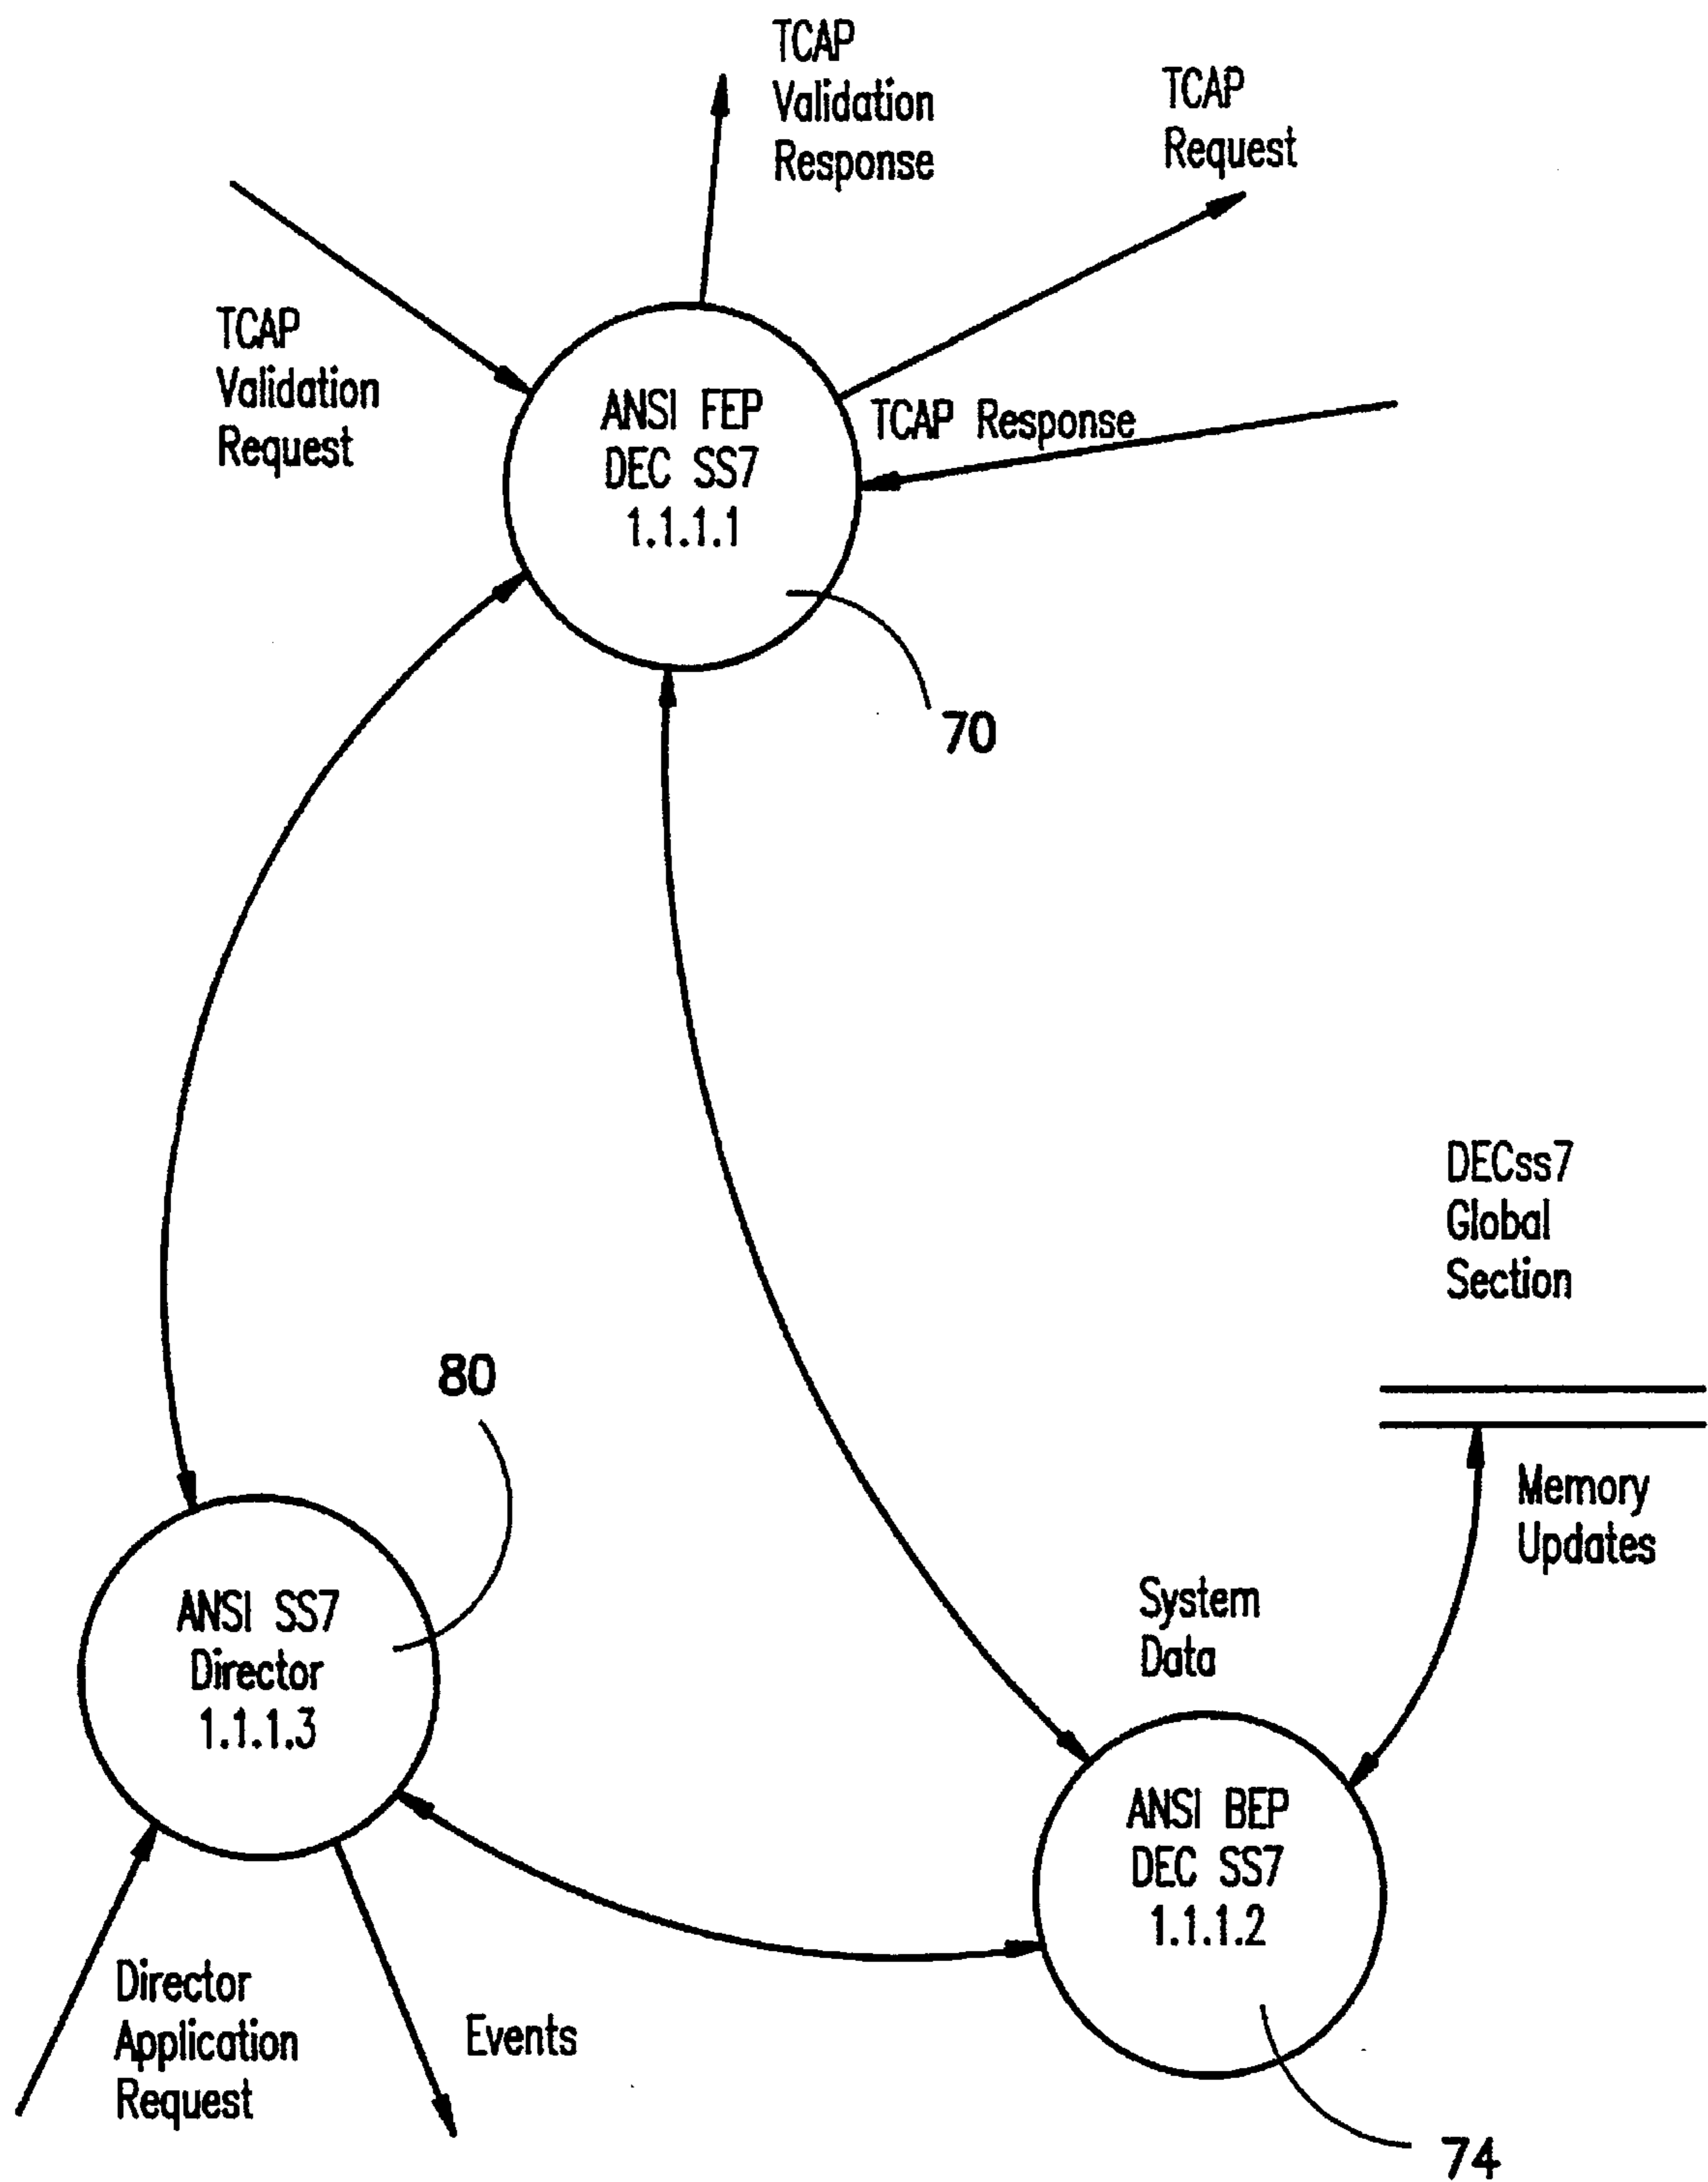 TCAP
Validation
Response
TCAP
Request
TCAP
Validation
Request
ANSI FEP
DEC SS7
1.1.1.1
TCAP Response
70
DECss7
Global
Section
80
Memory
Updates
System
Data
ANSI SS7
Director
1.1.1.3
ANSI BEP
DEC SS7
1.1.1.2
Director
Application
Request
Events
74